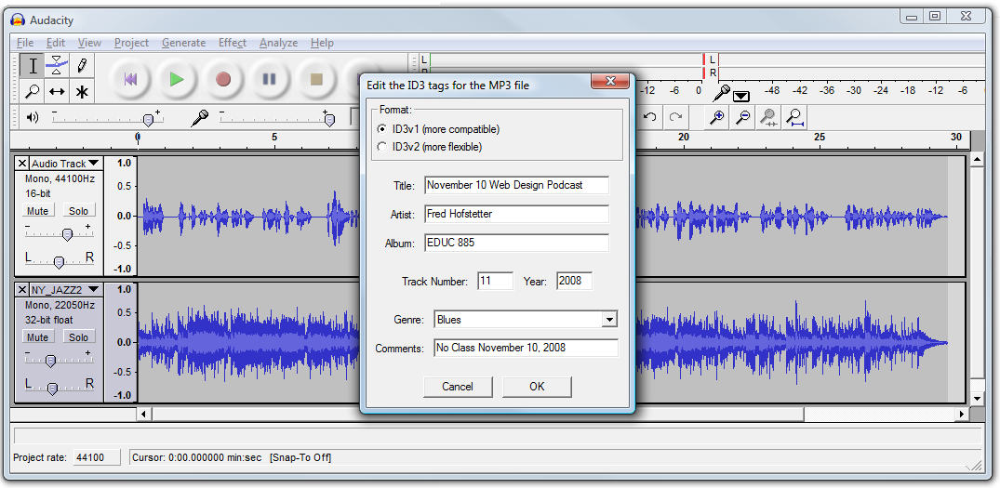 Audacity
File Edit View Project Generate Effect Analyze Help
L
R
L
R
-12 -6 0 -48 -42 -36 -30 -24 -18 -12 -6
0 5 20 25 30
Audio Track
Mono, 44100Hz
16-bit
Mute Solo
- +
L R
1.0
0.5
0.0
-0.5
-1.0
NY_JAZZ2
Mono, 22050Hz
32-bit float
Mute Solo
- +
L R
1.0
0.5
0.0
-0.5
-1.0
Edit the ID3 tags for the MP3 file
Format:
ID3v1 (more compatible)
ID3v2 (more flexible)
Title: November 10 Web Design Podcast
Artist: Fred Hofstetter
Album: EDUC 885
Track Number: 11 Year: 2008
Genre: Blues
Comments: No Class November 10, 2008
Cancel OK
Project rate: 44100 Cursor: 0:00.000000 min:sec [Snap-To Off]